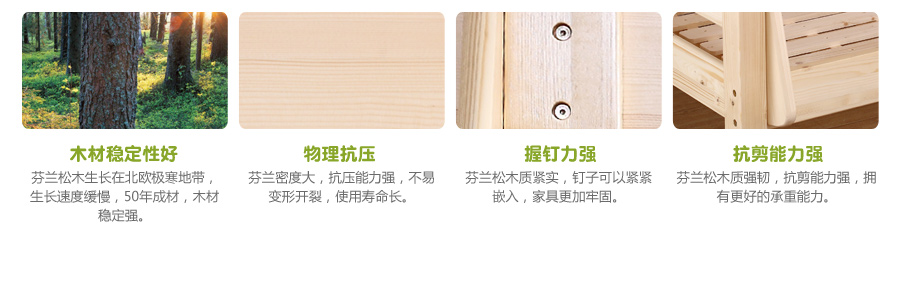 木材稳定性好
芬兰松木生长在北欧极寒地带，
生长速度缓慢，50年成材，木材
稳定强。
物理抗压
芬兰密度大，抗压能力强，不易
变形开裂，使用寿命长。
握钉力强
芬兰松木质紧实，钉子可以紧紧
嵌入，家具更加牢固。
抗剪能力强
芬兰松木质强韧，抗剪能力强，拥
有更好的承重能力。